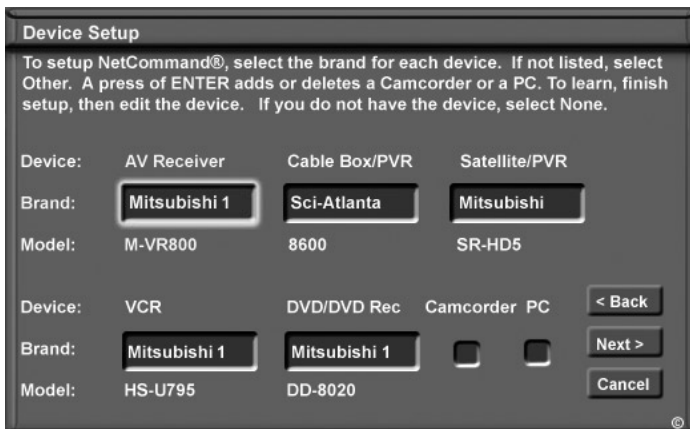 Device Setup
To setup NetCommand®, select the brand for each device. If not listed, select
Other. A press of ENTER adds or deletes a Camcorder or a PC. To learn, finish
setup, then edit the device. If you do not have the device, select None.
Device: AV Receiver Cable Box/PVR Satellite/PVR
Brand: Mitsubishi 1 Sci-Atlanta Mitsubishi
Model: M-VR800 8600 SR-HD5
Device: VCR DVD/DVD Rec Camcorder PC < Back
Brand: Mitsubishi 1 Mitsubishi 1 Next >
Model: HS-U795 DD-8020 Cancel
©